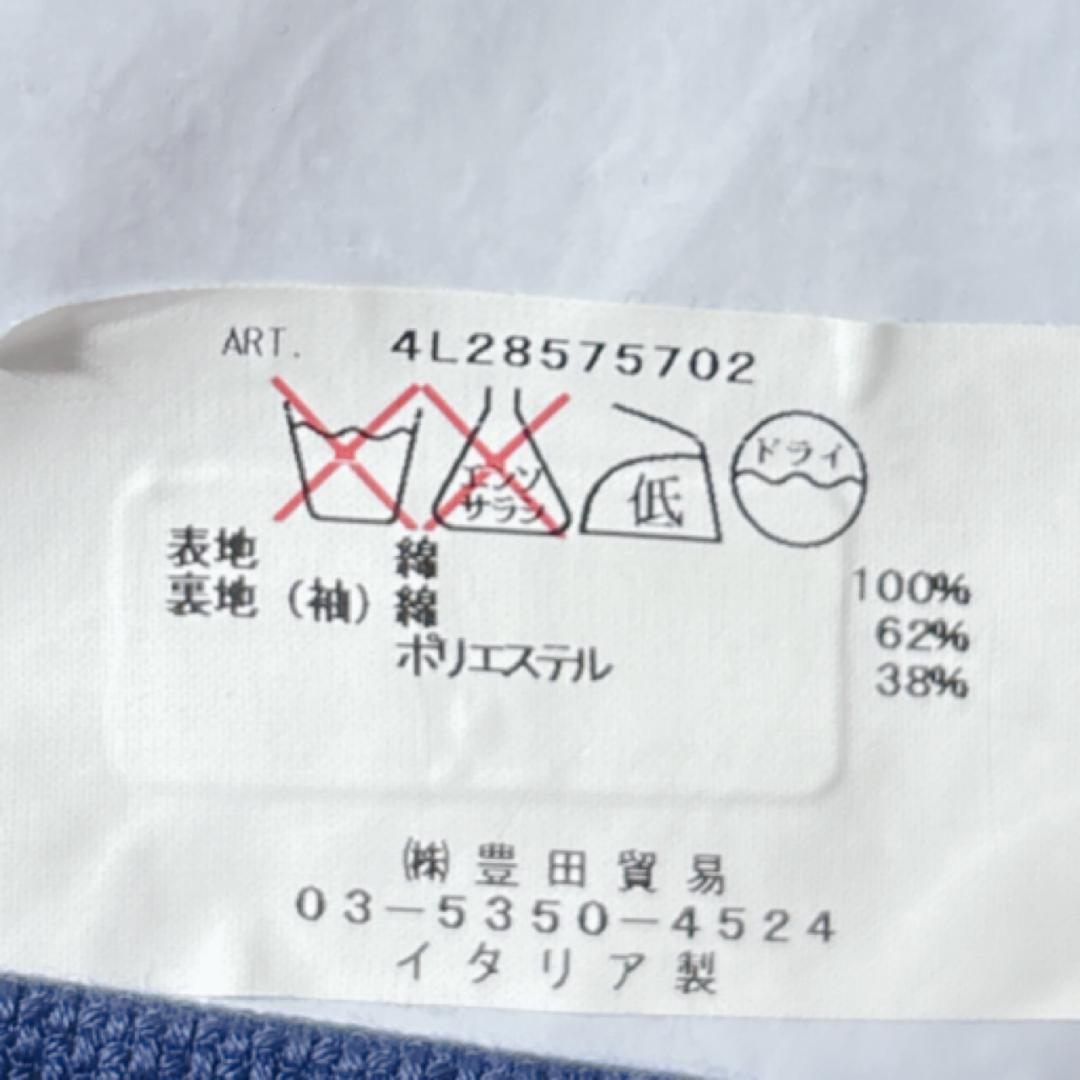 ART. 4L28575702
エンソ
サラシ
低
ドライ
表地 綿 100%
裏地 (袖) 綿 62%
ポリエステル 38%
㈱ 豊田貿易
03-5350-4524
イタリア製